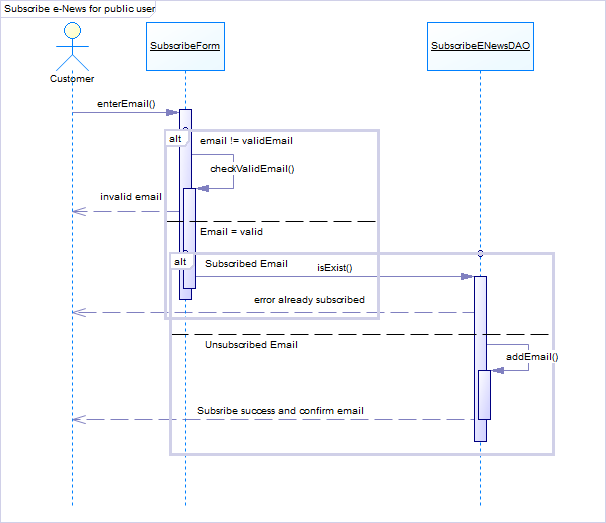 Subscribe e-News for public user
SubscribeForm
SubscribeENewsDAO
Customer
enterEmail()
alt
email != validEmail
checkValidEmail()
invalid email
Email = valid
alt
Subscribed Email
isExist()
error already subscribed
Unsubscribed Email
addEmail()
Subsribe success and confirm email